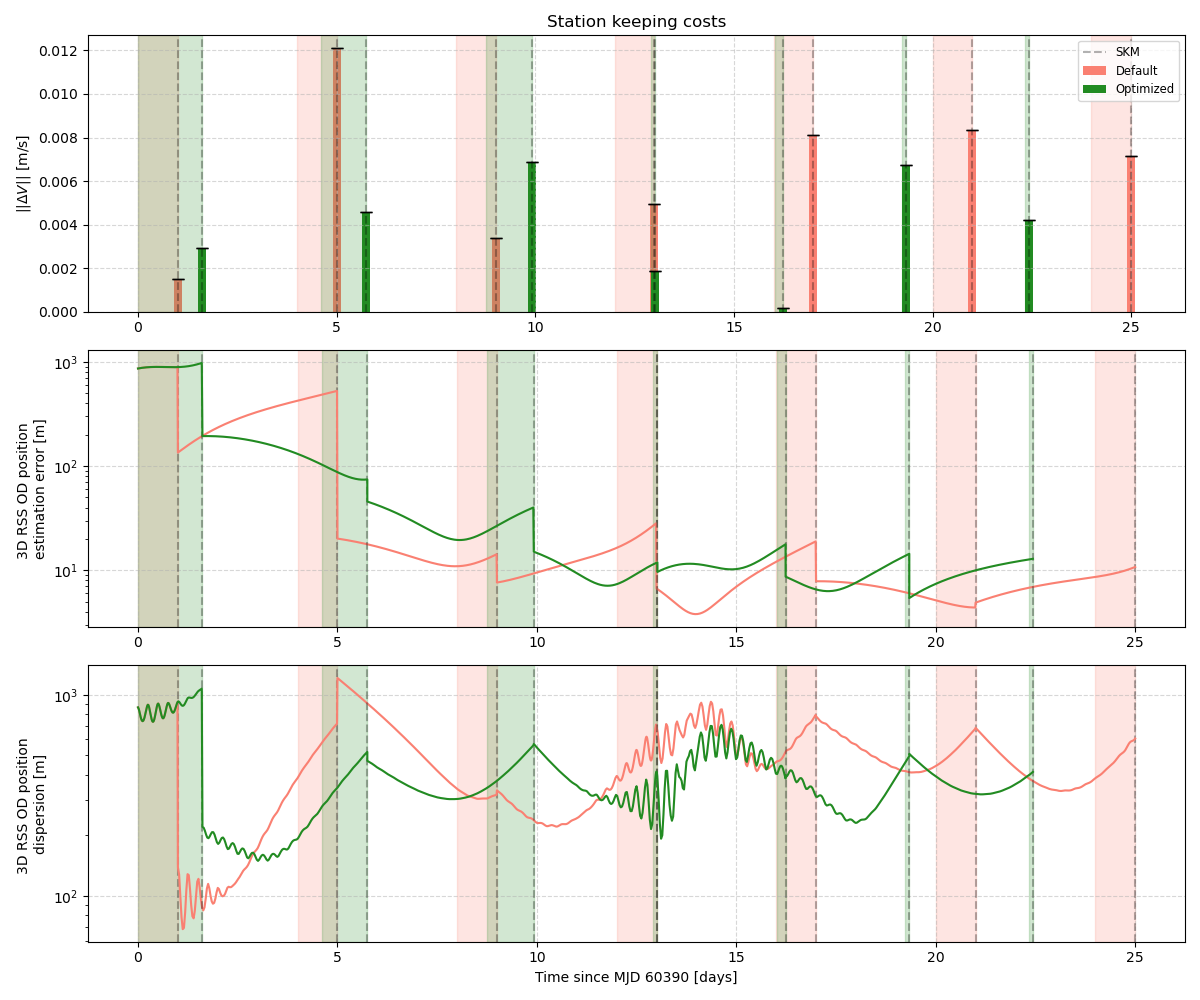 Station keeping costs
||ΔV|| [m/s]
0.012
0.010
0.008
0.006
0.004
0.002
0.000
SKM
Default
Optimized
0 5 10 15 20 25
3D RSS OD position
estimation error [m]
10³
10²
10¹
0 5 10 15 20 25
3D RSS OD position
dispersion [m]
10³
10²
0 5 10 15 20 25
Time since MJD 60390 [days]